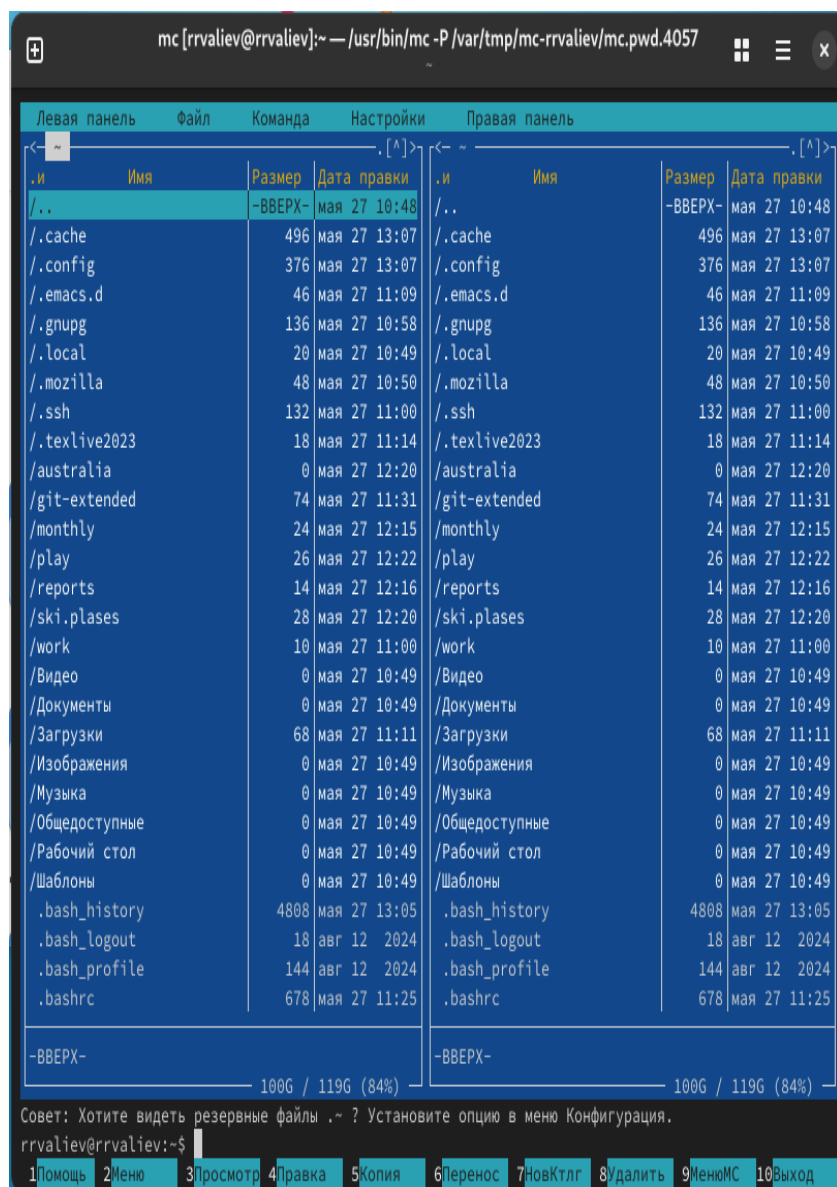 mc [rrvaliev@rrvaliev]:~ — /usr/bin/mc -P /var/tmp/mc-rrvaliev/mc.pwd.4057
~
Левая панель Файл Команда Настройки Правая панель
<— ~ .[^]> <— ~ .[^]>
.и Имя Размер Дата правки .и Имя Размер Дата правки
/.. -ВВЕРХ- мая 27 10:48 /.. -ВВЕРХ- мая 27 10:48
/.cache 496 мая 27 13:07 /.cache 496 мая 27 13:07
/.config 376 мая 27 13:07 /.config 376 мая 27 13:07
/.emacs.d 46 мая 27 11:09 /.emacs.d 46 мая 27 11:09
/.gnupg 136 мая 27 10:58 /.gnupg 136 мая 27 10:58
/.local 20 мая 27 10:49 /.local 20 мая 27 10:49
/.mozilla 48 мая 27 10:50 /.mozilla 48 мая 27 10:50
/.ssh 132 мая 27 11:00 /.ssh 132 мая 27 11:00
/.texlive2023 18 мая 27 11:14 /.texlive2023 18 мая 27 11:14
/australia 0 мая 27 12:20 /australia 0 мая 27 12:20
/git-extended 74 мая 27 11:31 /git-extended 74 мая 27 11:31
/monthly 24 мая 27 12:15 /monthly 24 мая 27 12:15
/play 26 мая 27 12:22 /play 26 мая 27 12:22
/reports 14 мая 27 12:16 /reports 14 мая 27 12:16
/ski.plases 28 мая 27 12:20 /ski.plases 28 мая 27 12:20
/work 10 мая 27 11:00 /work 10 мая 27 11:00
/Видео 0 мая 27 10:49 /Видео 0 мая 27 10:49
/Документы 0 мая 27 10:49 /Документы 0 мая 27 10:49
/Загрузки 68 мая 27 11:11 /Загрузки 68 мая 27 11:11
/Изображения 0 мая 27 10:49 /Изображения 0 мая 27 10:49
/Музыка 0 мая 27 10:49 /Музыка 0 мая 27 10:49
/Общедоступные 0 мая 27 10:49 /Общедоступные 0 мая 27 10:49
/Рабочий стол 0 мая 27 10:49 /Рабочий стол 0 мая 27 10:49
/Шаблоны 0 мая 27 10:49 /Шаблоны 0 мая 27 10:49
.bash_history 4808 мая 27 13:05 .bash_history 4808 мая 27 13:05
.bash_logout 18 авг 12 2024 .bash_logout 18 авг 12 2024
.bash_profile 144 авг 12 2024 .bash_profile 144 авг 12 2024
.bashrc 678 мая 27 11:25 .bashrc 678 мая 27 11:25
-ВВЕРХ- -ВВЕРХ-
100G / 119G (84%) 100G / 119G (84%)
Совет: Хотите видеть резервные файлы .~ ? Установите опцию в меню Конфигурация.
rrvaliev@rrvaliev:~$
1Помощь 2Меню 3Просмотр 4Правка 5Копия 6Перенос 7НовКтлг 8Удалить 9МенюМС 10Выход